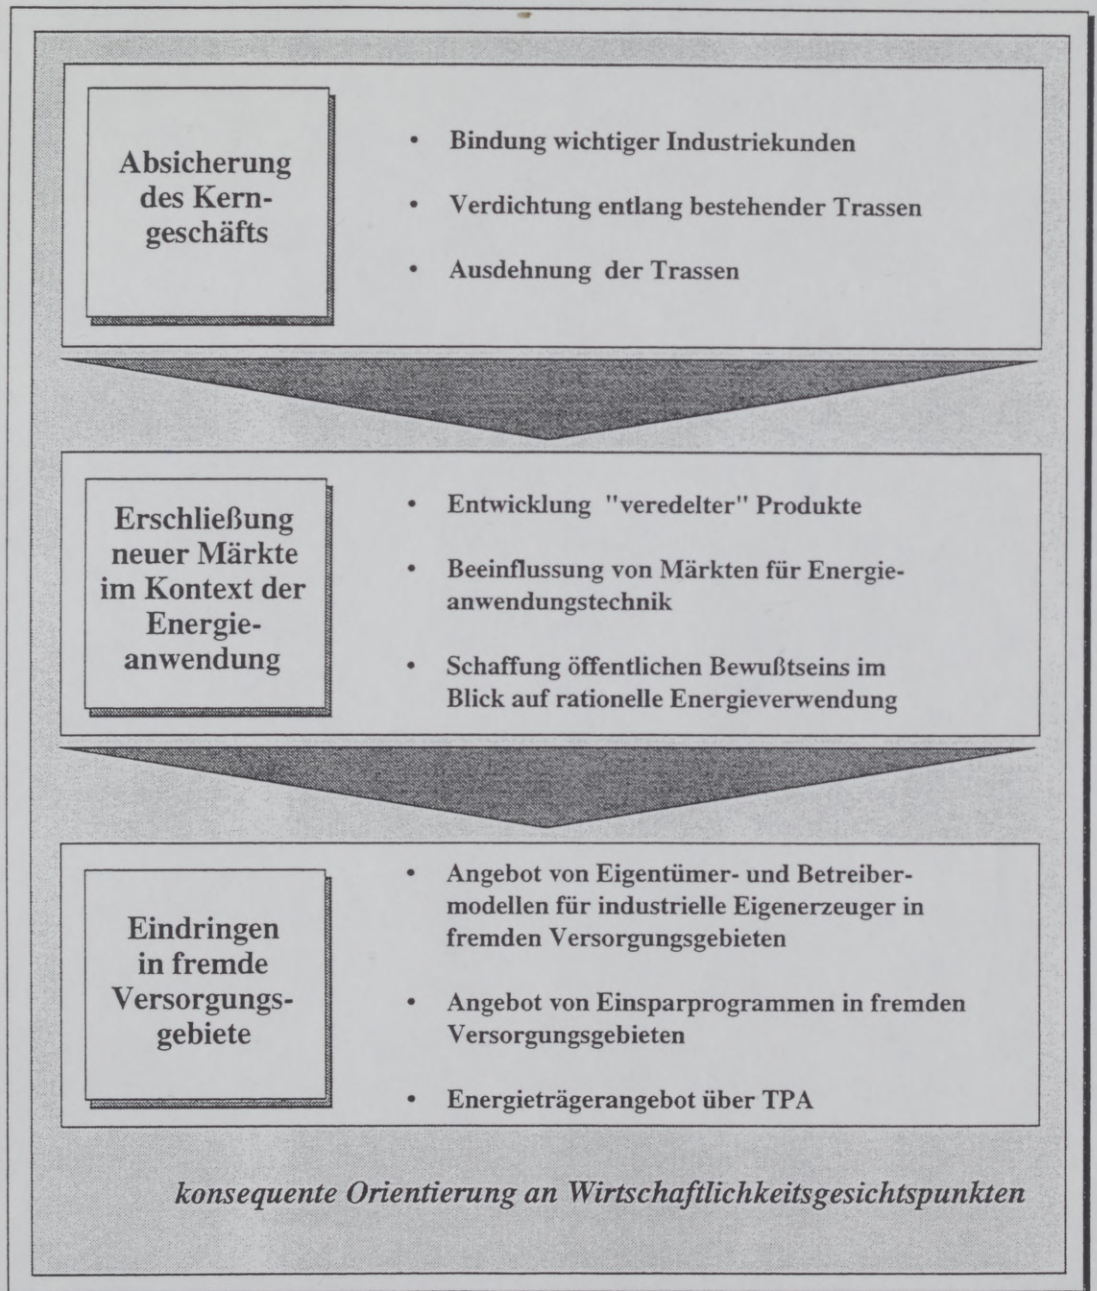 Absicherung
des Kern-
geschäfts
• Bindung wichtiger Industriekunden
• Verdichtung entlang bestehender Trassen
• Ausdehnung der Trassen
Erschließung
neuer Märkte
im Kontext der
Energie-
anwendung
• Entwicklung "veredelter" Produkte
• Beeinflussung von Märkten für Energie-
anwendungstechnik
• Schaffung öffentlichen Bewußtseins im
Blick auf rationelle Energieverwendung
Eindringen
in fremde
Versorgungs-
gebiete
• Angebot von Eigentümer- und Betreiber-
modellen für industrielle Eigenerzeuger in
fremden Versorgungsgebieten
• Angebot von Einsparprogrammen in fremden
Versorgungsgebieten
• Energieträgerangebot über TPA
konsequente Orientierung an Wirtschaftlichkeitsgesichtspunkten